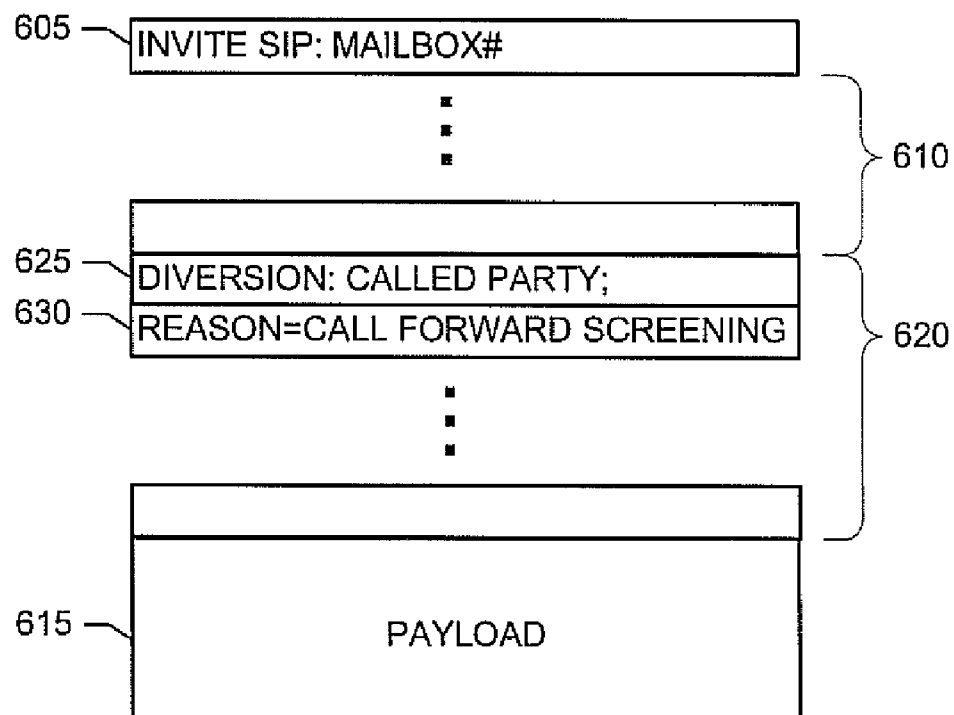 605
INVITE SIP: MAILBOX#
610
625
DIVERSION: CALLED PARTY;
630
REASON=CALL FORWARD SCREENING
620
615
PAYLOAD